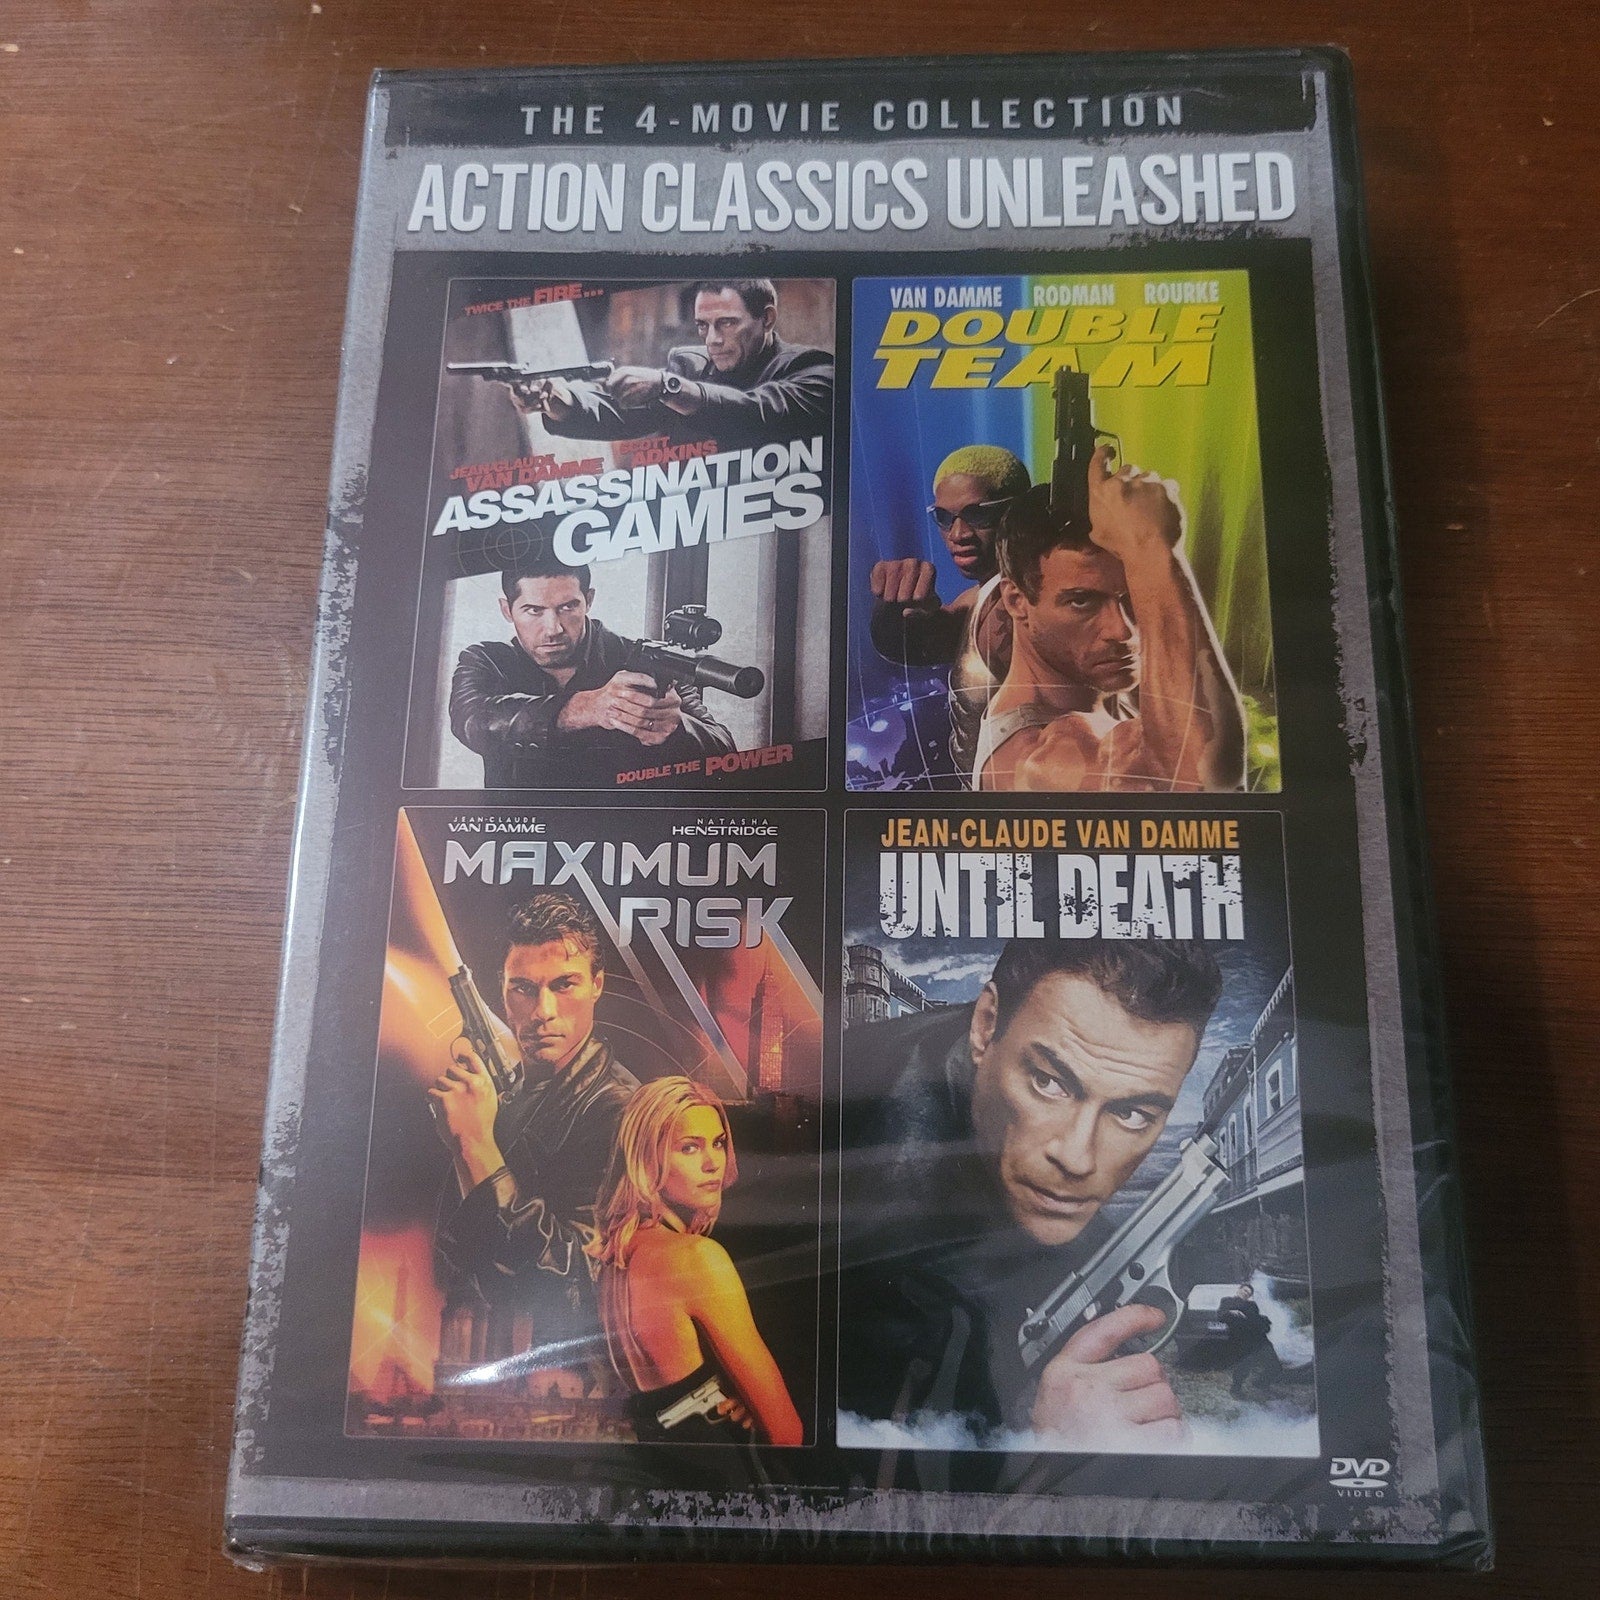 THE 4-MOVIE COLLECTION
ACTION CLASSICS UNLEASHED
TWICE THE FIRE...
JEAN-CLAUDE
VAN DAMME
SCOTT
ADKINS
ASSASSINATION
GAMES
DOUBLE THE POWER
VAN DAMME RODMAN ROURKE
DOUBLE
TEAM
JEAN-CLAUDE
VAN DAMME
NATASHA
HENSTRIDGE
MAXIMUM
RISK
JEAN-CLAUDE VAN DAMME
UNTIL DEATH
DVD
VIDEO